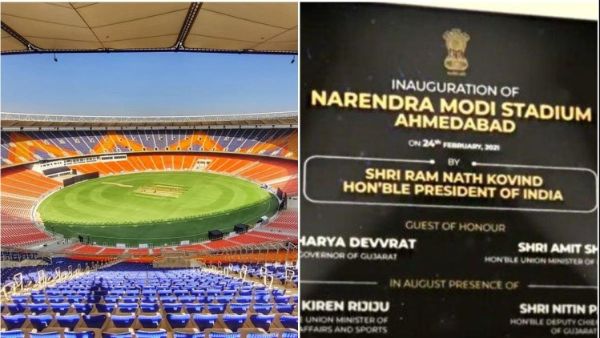 INAUGURATION OF
NARENDRA MODI STADIUM
AHMEDABAD
ON 24TH FEBRUARY, 2021
BY
SHRI RAM NATH KOVIND
HON'BLE PRESIDENT OF INDIA
GUEST OF HONOUR
HARYA DEVVRAT SHRI AMIT SH
GOVERNOR OF GUJARAT HON'BLE UNION MINISTER OF
IN AUGUST PRESENCE OF
KIREN RIJIJU SHRI NITIN P
UNION MINISTER OF HON'BLE DEPUTY CHIEF
AFFAIRS AND SPORTS OF GUJARAT